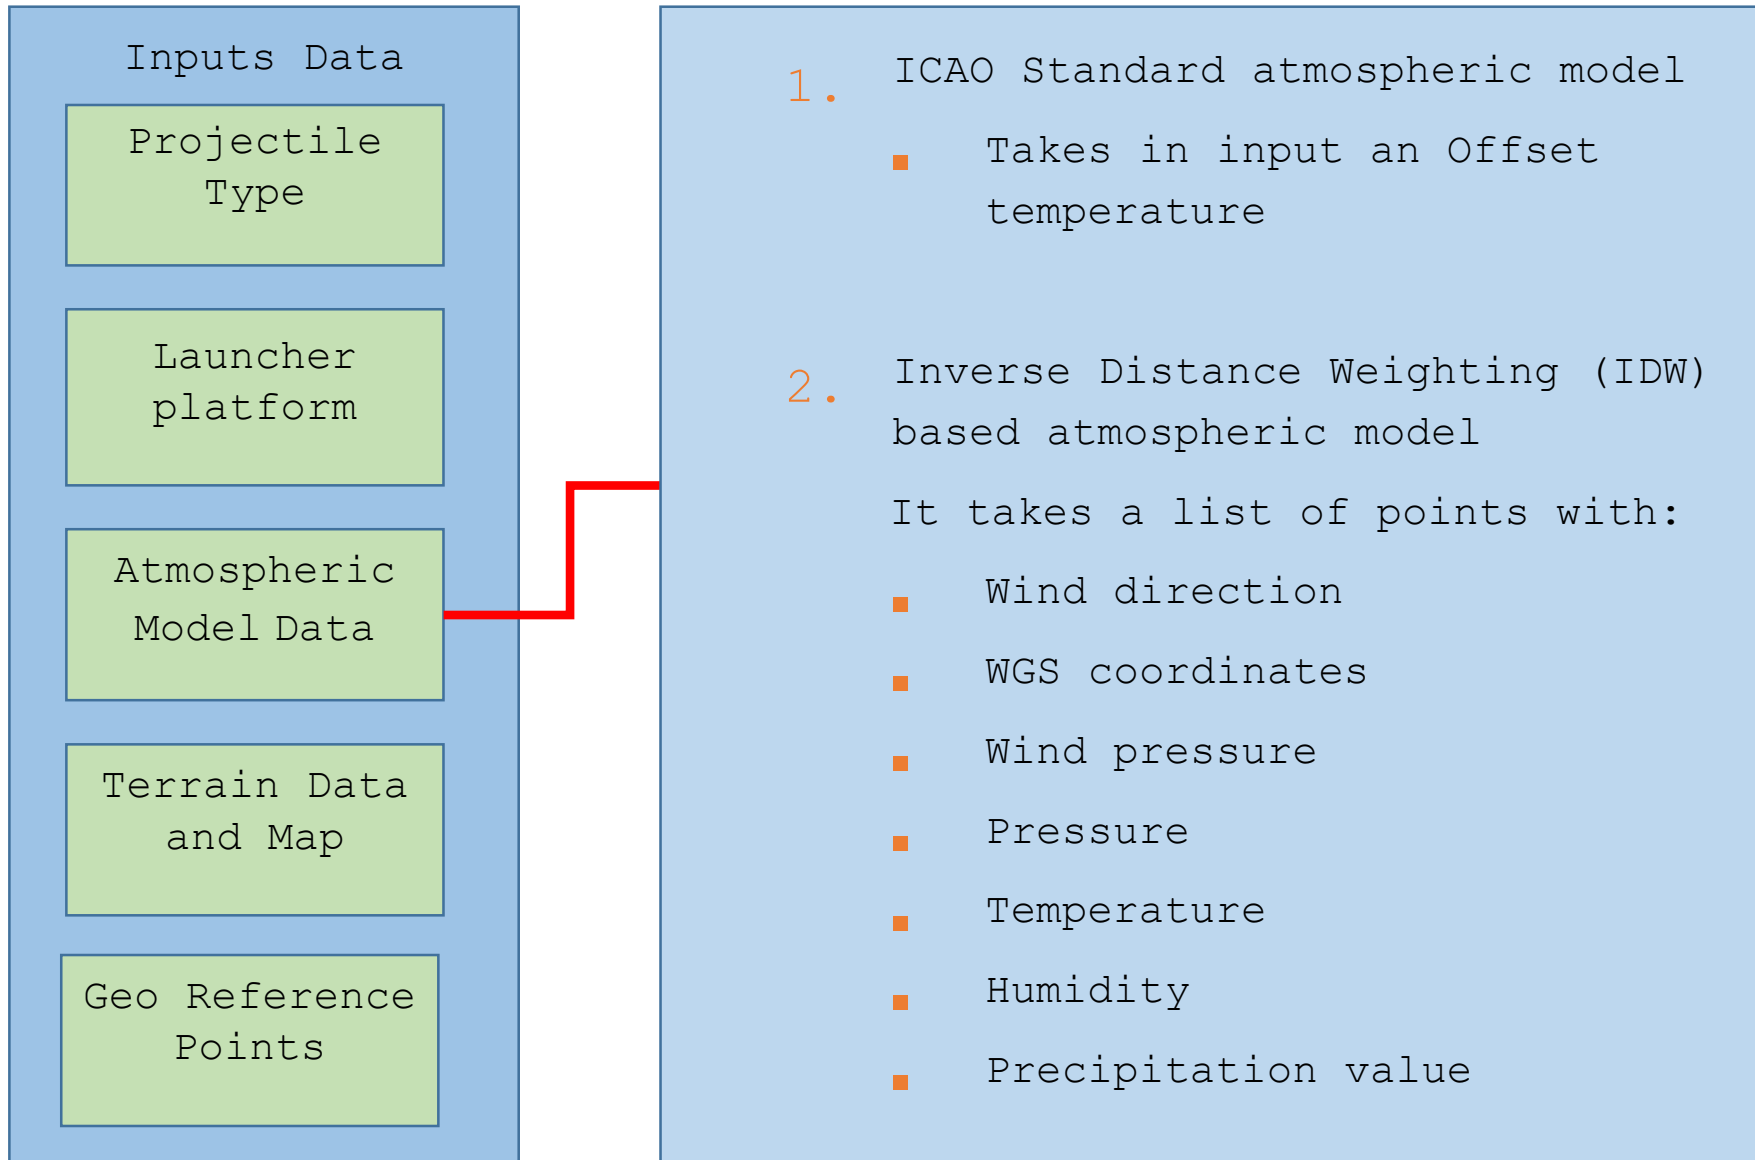 Inputs Data
Projectile
Type
Launcher
platform
Atmospheric
Model Data
Terrain Data
and Map
Geo Reference
Points
1. ICAO Standard atmospheric model
▪ Takes in input an Offset
temperature
2. Inverse Distance Weighting (IDW)
based atmospheric model
It takes a list of points with:
▪ Wind direction
▪ WGS coordinates
▪ Wind pressure
▪ Pressure
▪ Temperature
▪ Humidity
▪ Precipitation value